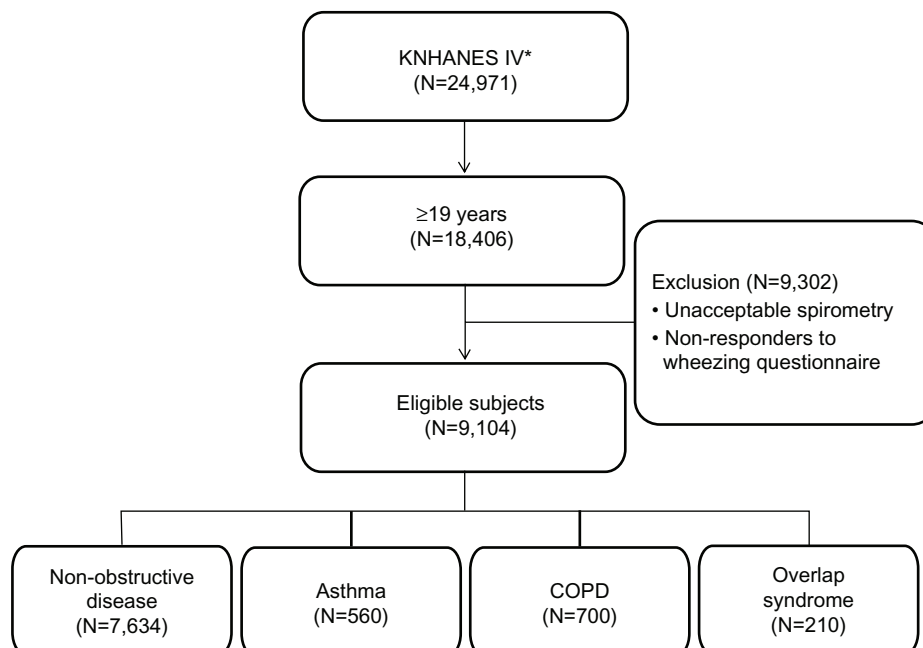 KNHANES IV*
(N=24,971)
≥19 years
(N=18,406)
Exclusion (N=9,302)
• Unacceptable spirometry
• Non-responders to
wheezing questionnaire
Eligible subjects
(N=9,104)
Non-obstructive
disease
(N=7,634)
Asthma
(N=560)
COPD
(N=700)
Overlap
syndrome
(N=210)